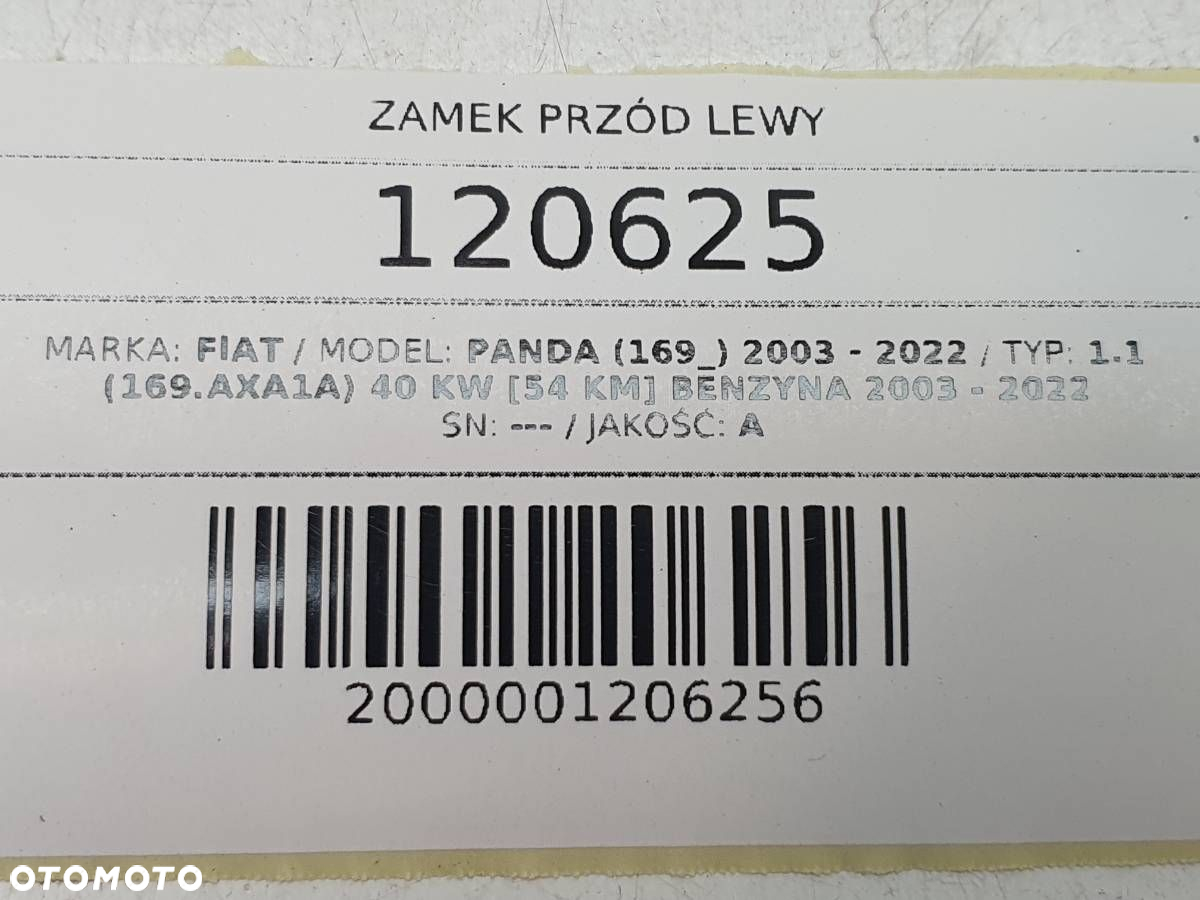 ZAMEK PRZÓD LEWY
120625
MARKA: FIAT / MODEL: PANDA (169_) 2003 - 2022 / TYP: 1.1
(169.AXA1A) 40 KW [54 KM] BENZYNA 2003 - 2022
SN: --- / JAKOŚĆ: A
2000001206256
OTOMOTO